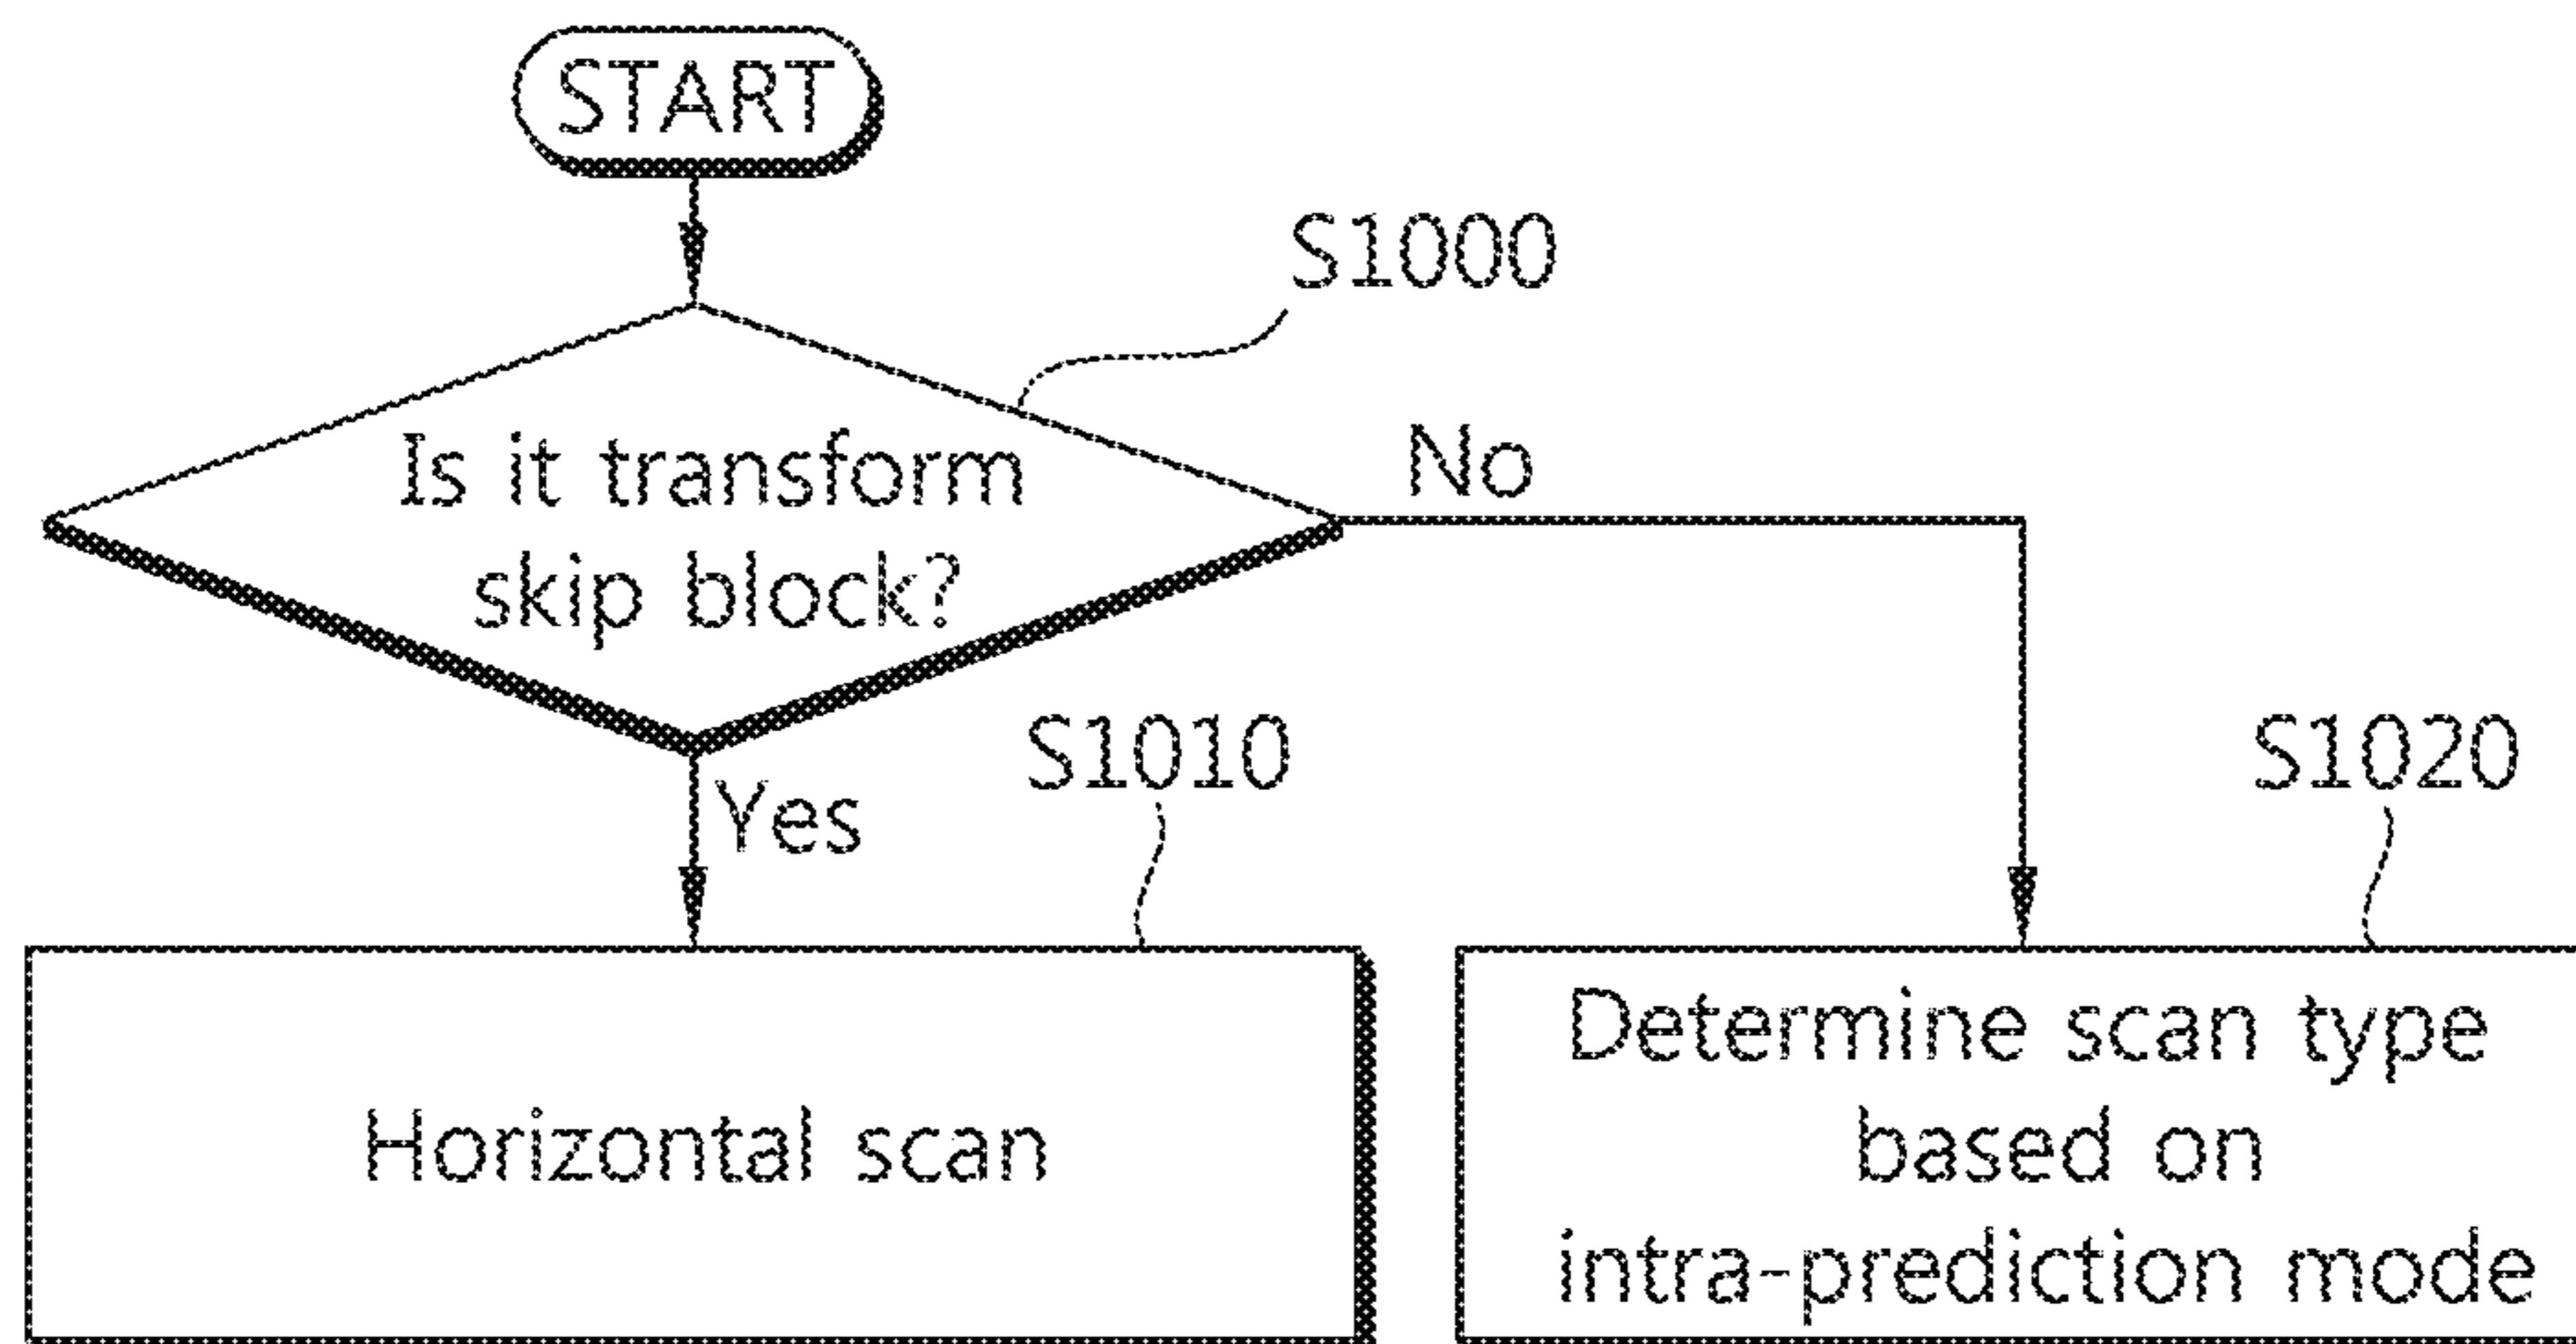 START
S1000
Is it transform
skip block?
No
Yes
S1010
S1020
Horizontal scan
Determine scan type
based on
intra-prediction mode